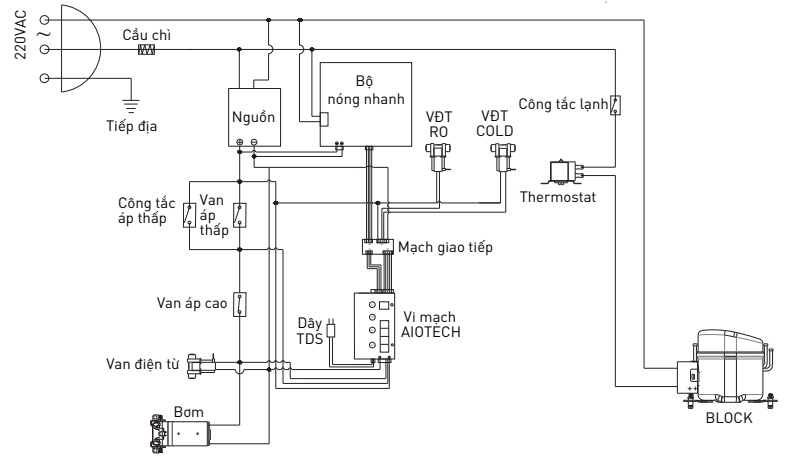 220VAC
~
Cầu chì
Tiếp địa
Nguồn
Bộ
nóng nhanh
VĐT
RO
VĐT
COLD
Công tắc lạnh
Thermostat
Công tắc
áp thấp
Van
áp
thấp
Mạch giao tiếp
Van áp cao
Dây
TDS
Vi mạch
AIOTECH
Van điện từ
Bơm
BLOCK